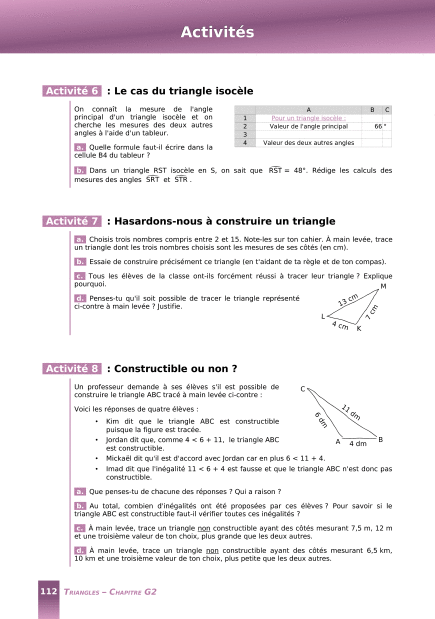 Activités
Activité 6 : Le cas du triangle isocèle
On connaît la mesure de l'angle
principal d'un triangle isocèle et on
cherche les mesures des deux autres
angles à l'aide d'un tableur.
a. Quelle formule faut-il écrire dans la
cellule B4 du tableur ?
A B C
1 Pour un triangle isocèle :
2 Valeur de l'angle principal 66 °
3
4 Valeur des deux autres angles
b. Dans un triangle RST isocèle en S, on sait que RST = 48°. Rédige les calculs des
mesures des angles SRT et STR .
Activité 7 : Hasardons-nous à construire un triangle
a. Choisis trois nombres compris entre 2 et 15. Note-les sur ton cahier. À main levée, trace
un triangle dont les trois nombres choisis sont les mesures de ses côtés (en cm).
b. Essaie de construire précisément ce triangle (en t'aidant de ta règle et de ton compas).
c. Tous les élèves de la classe ont-ils forcément réussi à tracer leur triangle ? Explique
pourquoi.
d. Penses-tu qu'il soit possible de tracer le triangle représenté
ci-contre à main levée ? Justifie.
M
13 cm
7 cm
L
4 cm
K
Activité 8 : Constructible ou non ?
Un professeur demande à ses élèves s'il est possible de
construire le triangle ABC tracé à main levée ci-contre :
Voici les réponses de quatre élèves :
• Kim dit que le triangle ABC est constructible
puisque la figure est tracée.
• Jordan dit que, comme 4 < 6 + 11, le triangle ABC
est constructible.
• Mickaël dit qu'il est d'accord avec Jordan car en plus 6 < 11 + 4.
• Imad dit que l'inégalité 11 < 6 + 4 est fausse et que le triangle ABC n'est donc pas
constructible.
C
11 dm
6 dm
A 4 dm B
a. Que penses-tu de chacune des réponses ? Qui a raison ?
b. Au total, combien d'inégalités ont été proposées par ces élèves ? Pour savoir si le
triangle ABC est constructible faut-il vérifier toutes ces inégalités ?
c. À main levée, trace un triangle non constructible ayant des côtés mesurant 7,5 m, 12 m
et une troisième valeur de ton choix, plus grande que les deux autres.
d. À main levée, trace un triangle non constructible ayant des côtés mesurant 6,5 km,
10 km et une troisième valeur de ton choix, plus petite que les deux autres.
112 TRIANGLES – CHAPITRE G2